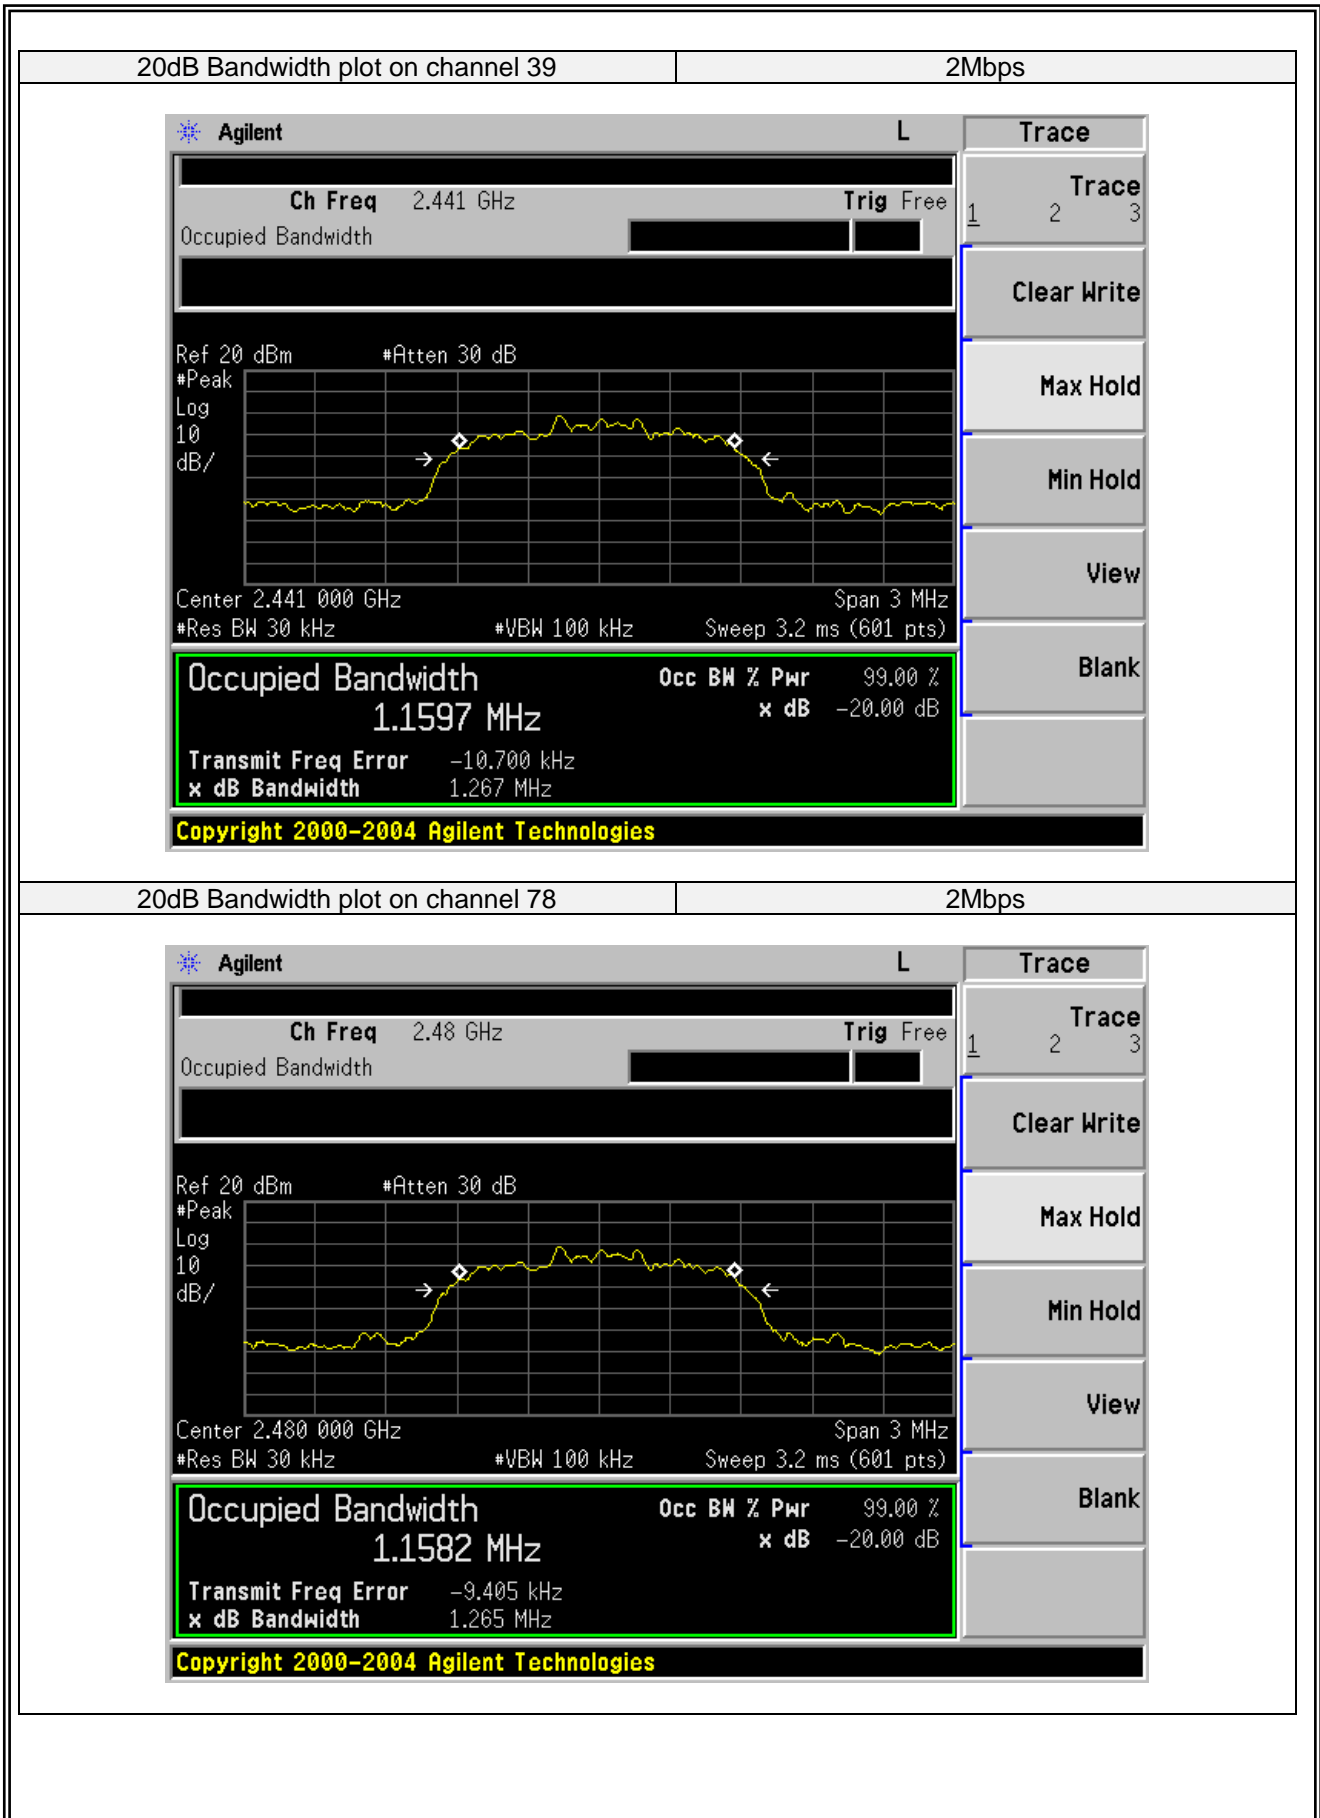 20dB Bandwidth plot on channel 39 2Mbps
Agilent L Trace
Ch Freq 2.441 GHz Trig Free
Occupied Bandwidth
Trace
1 2 3
Clear Write
Max Hold
Min Hold
View
Blank
Ref 20 dBm #Atten 30 dB
#Peak
Log
10
dB/
Center 2.441 000 GHz Span 3 MHz
#Res BW 30 kHz #VBW 100 kHz Sweep 3.2 ms (601 pts)
Occupied Bandwidth Occ BW % Pwr 99.00 %
1.1597 MHz x dB -20.00 dB
Transmit Freq Error -10.700 kHz
x dB Bandwidth 1.267 MHz
Copyright 2000-2004 Agilent Technologies
20dB Bandwidth plot on channel 78 2Mbps
Agilent L Trace
Ch Freq 2.48 GHz Trig Free
Occupied Bandwidth
Trace
1 2 3
Clear Write
Max Hold
Min Hold
View
Blank
Ref 20 dBm #Atten 30 dB
#Peak
Log
10
dB/
Center 2.480 000 GHz Span 3 MHz
#Res BW 30 kHz #VBW 100 kHz Sweep 3.2 ms (601 pts)
Occupied Bandwidth Occ BW % Pwr 99.00 %
1.1582 MHz x dB -20.00 dB
Transmit Freq Error -9.405 kHz
x dB Bandwidth 1.265 MHz
Copyright 2000-2004 Agilent Technologies